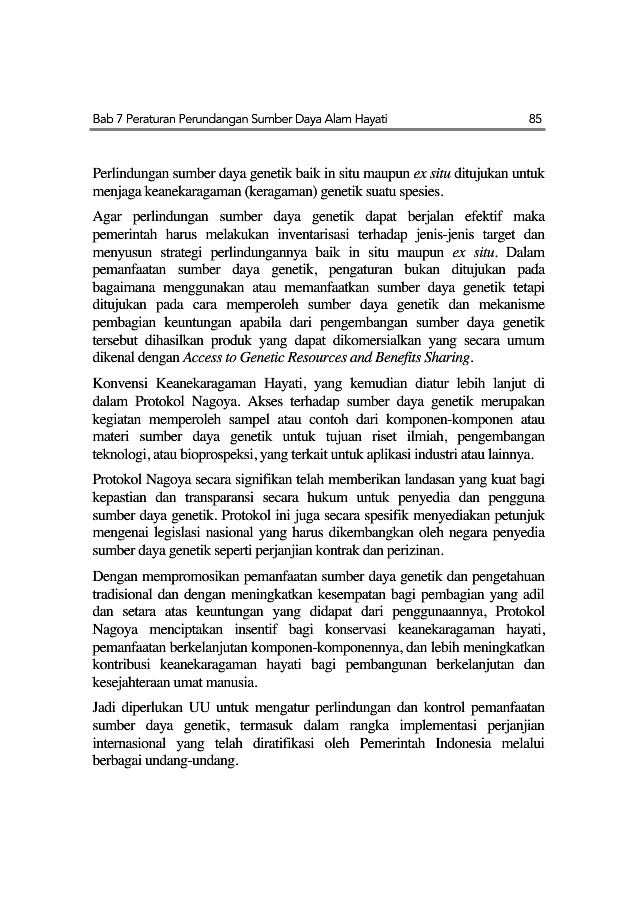 Bab 7 Peraturan Perundangan Sumber Daya Alam Hayati 85
Perlindungan sumber daya genetik baik in situ maupun ex situ ditujukan untuk
menjaga keanekaragaman (keragaman) genetik suatu spesies.
Agar perlindungan sumber daya genetik dapat berjalan efektif maka
pemerintah harus melakukan inventarisasi terhadap jenis-jenis target dan
menyusun strategi perlindungannya baik in situ maupun ex situ. Dalam
pemanfaatan sumber daya genetik, pengaturan bukan ditujukan pada
bagaimana menggunakan atau memanfaatkan sumber daya genetik tetapi
ditujukan pada cara memperoleh sumber daya genetik dan mekanisme
pembagian keuntungan apabila dari pengembangan sumber daya genetik
tersebut dihasilkan produk yang dapat dikomersialkan yang secara umum
dikenal dengan Access to Genetic Resources and Benefits Sharing.
Konvensi Keanekaragaman Hayati, yang kemudian diatur lebih lanjut di
dalam Protokol Nagoya. Akses terhadap sumber daya genetik merupakan
kegiatan memperoleh sampel atau contoh dari komponen-komponen atau
materi sumber daya genetik untuk tujuan riset ilmiah, pengembangan
teknologi, atau bioprospeksi, yang terkait untuk aplikasi industri atau lainnya.
Protokol Nagoya secara signifikan telah memberikan landasan yang kuat bagi
kepastian dan transparansi secara hukum untuk penyedia dan pengguna
sumber daya genetik. Protokol ini juga secara spesifik menyediakan petunjuk
mengenai legislasi nasional yang harus dikembangkan oleh negara penyedia
sumber daya genetik seperti perjanjian kontrak dan perizinan.
Dengan mempromosikan pemanfaatan sumber daya genetik dan pengetahuan
tradisional dan dengan meningkatkan kesempatan bagi pembagian yang adil
dan setara atas keuntungan yang didapat dari penggunaannya, Protokol
Nagoya menciptakan insentif bagi konservasi keanekaragaman hayati,
pemanfaatan berkelanjutan komponen-komponennya, dan lebih meningkatkan
kontribusi keanekaragaman hayati bagi pembangunan berkelanjutan dan
kesejahteraan umat manusia.
Jadi diperlukan UU untuk mengatur perlindungan dan kontrol pemanfaatan
sumber daya genetik, termasuk dalam rangka implementasi perjanjian
internasional yang telah diratifikasi oleh Pemerintah Indonesia melalui
berbagai undang-undang.